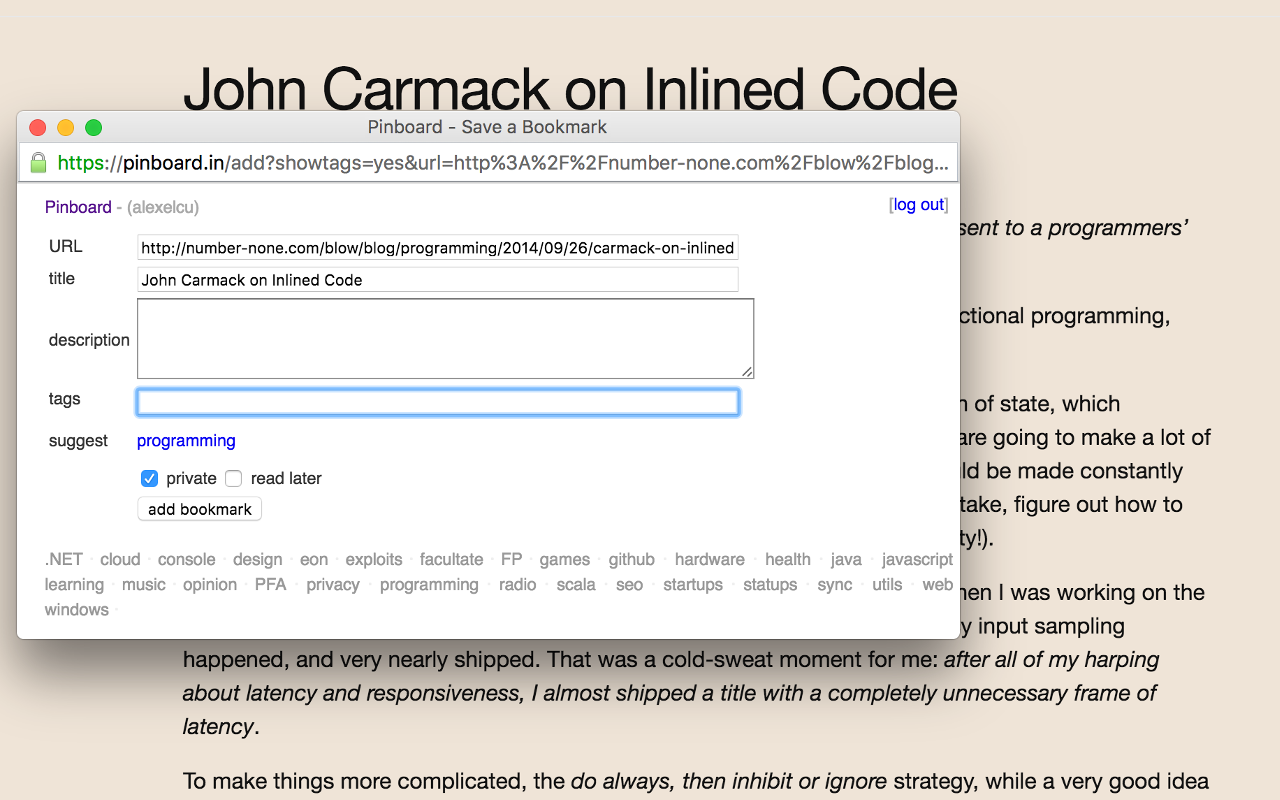 John Carmack on Inlined Code
Pinboard - Save a Bookmark
https://pinboard.in/add?showtags=yes&url=http%3A%2F%2Fnumber-none.com%2Fblow%2Fblog...
Pinboard - (alexelcu) [log out]
sent to a programmers’
URL http://number-none.com/blow/blog/programming/2014/09/26/carmack-on-inlined
title John Carmack on Inlined Code
ctional programming,
description
tags
n of state, which
suggest programming
are going to make a lot of
ld be made constantly
private read later
take, figure out how to
add bookmark
ty!).
.NET · cloud · console · design · eon · exploits · facultate · FP · games · github · hardware · health · java · javascript
learning · music · opinion · PFA · privacy · programming · radio · scala · seo · startups · statups · sync · utils · web
hen I was working on the
windows ·
y input sampling
happened, and very nearly shipped. That was a cold-sweat moment for me: after all of my harping
about latency and responsiveness, I almost shipped a title with a completely unnecessary frame of
latency.
To make things more complicated, the do always, then inhibit or ignore strategy, while a very good idea